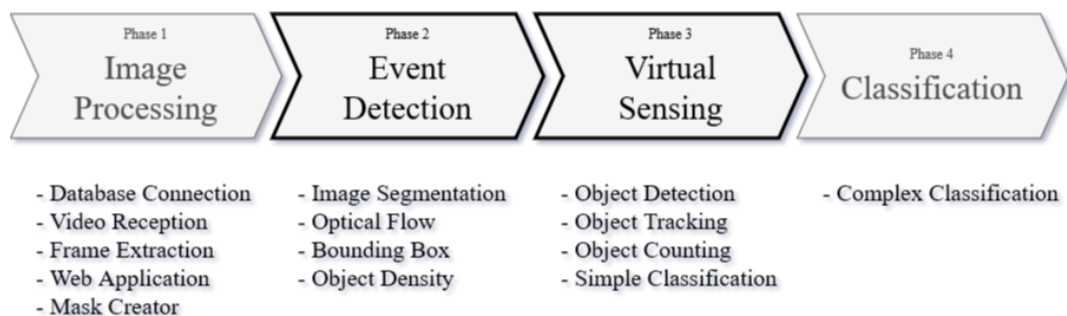 Phase 1
Image
Processing
Phase 2
Event
Detection
Phase 3
Virtual
Sensing
Phase 4
Classification
- Database Connection
- Video Reception
- Frame Extraction
- Web Application
- Mask Creator
- Image Segmentation
- Optical Flow
- Bounding Box
- Object Density
- Object Detection
- Object Tracking
- Object Counting
- Simple Classification
- Complex Classification